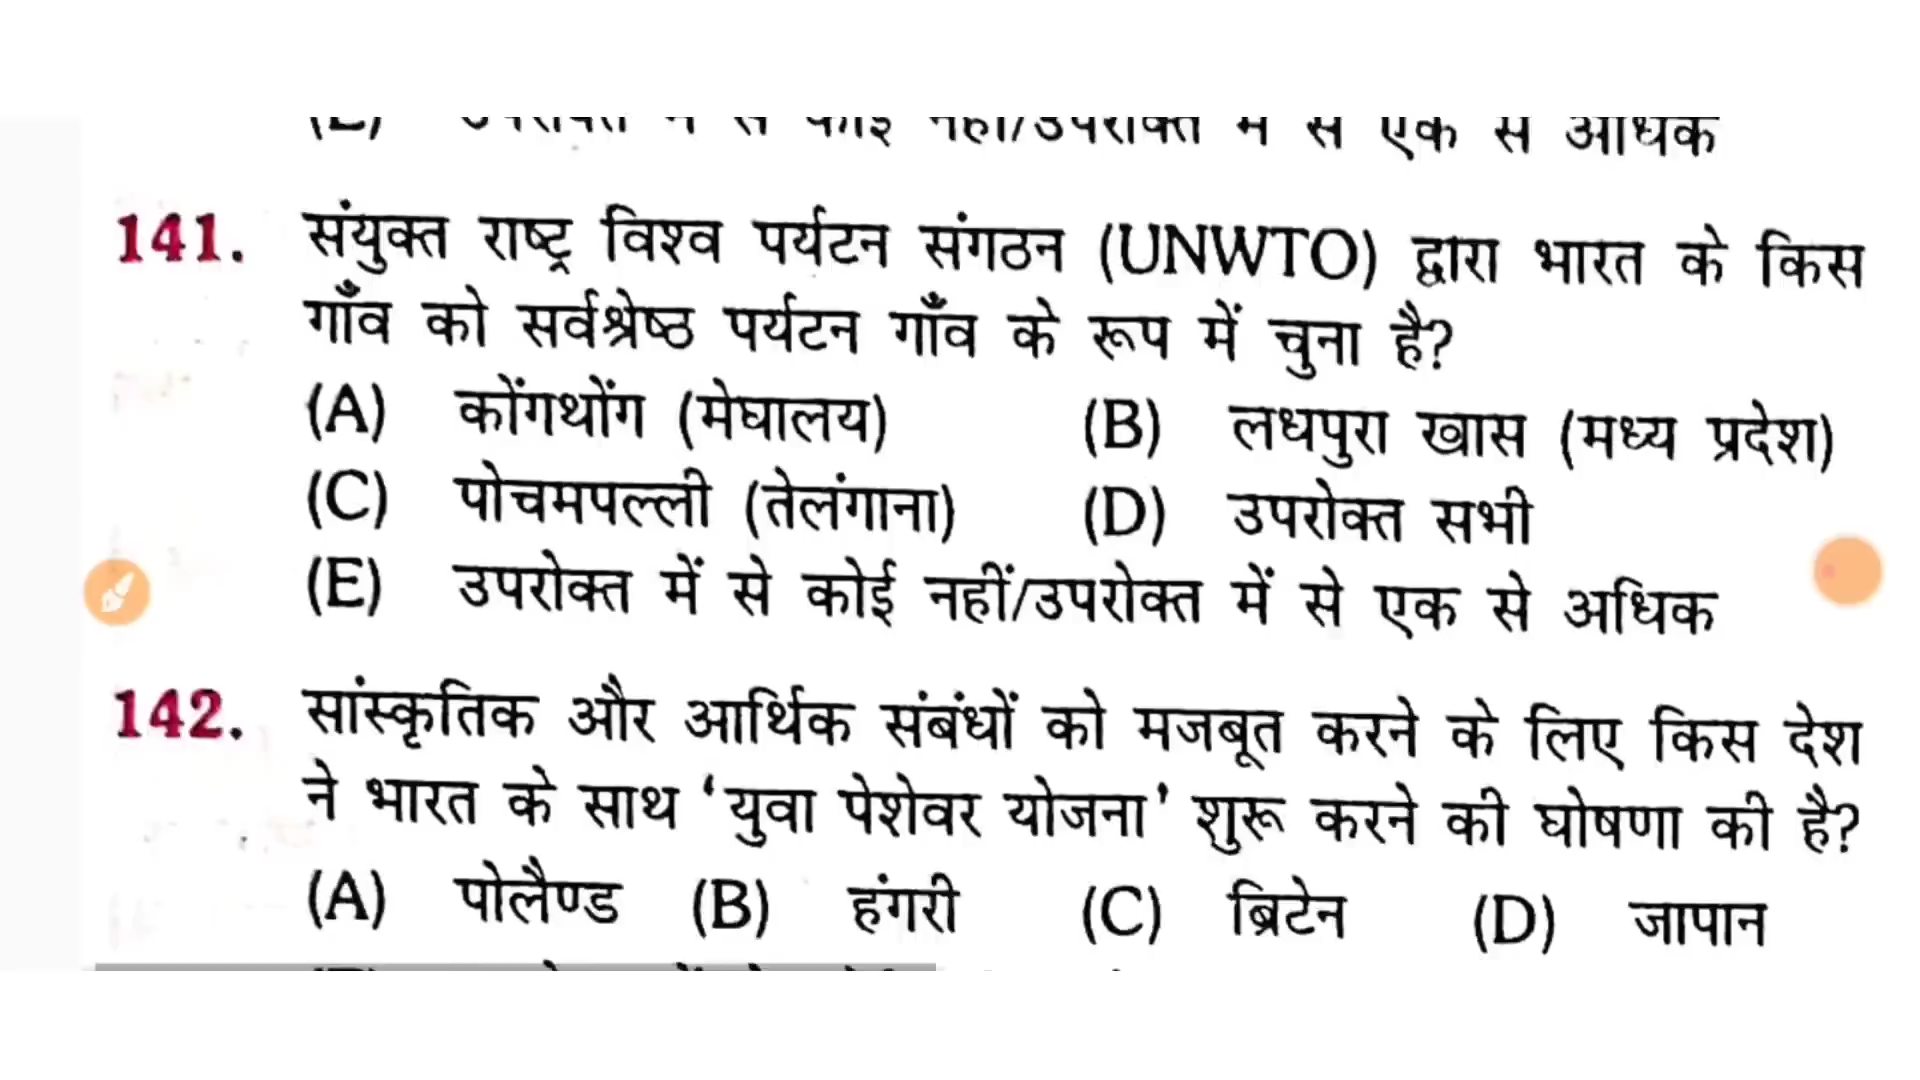 141. संयुक्त राष्ट्र विश्व पर्यटन संगठन (UNWTO) द्वारा भारत के किस
गाँव को सर्वश्रेष्ठ पर्यटन गाँव के रूप में चुना है?
(A) कोंगथोंग (मेघालय) (B) लधपुरा खास (मध्य प्रदेश)
(C) पोचमपल्ली (तेलंगाना) (D) उपरोक्त सभी
(E) उपरोक्त में से कोई नहीं/उपरोक्त में से एक से अधिक
142. सांस्कृतिक और आर्थिक संबंधों को मजबूत करने के लिए किस देश
ने भारत के साथ ‘युवा पेशेवर योजना’ शुरू करने की घोषणा की है?
(A) पोलैण्ड (B) हंगरी (C) ब्रिटेन (D) जापान